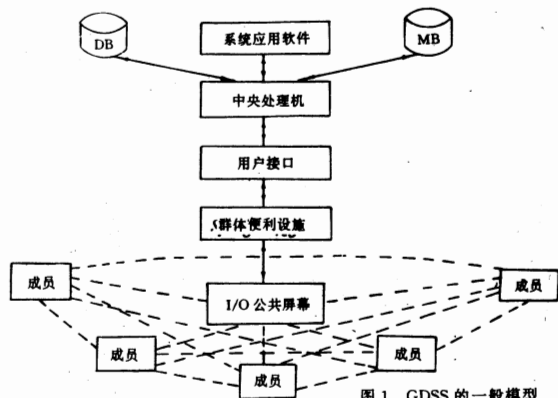 DB
系统应用软件
MB
中央处理机
用户接口
群体便利设施
成员
I/O 公共屏幕
成员
成员
成员
成员
图 1 GDSS 的一般模型